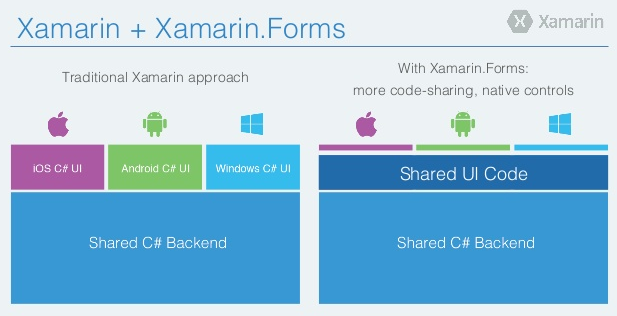 Xamarin + Xamarin.Forms
Xamarin
Traditional Xamarin approach
iOS C# UI
Android C# UI
Windows C# UI
Shared C# Backend
With Xamarin.Forms:
more code-sharing, native controls
Shared UI Code
Shared C# Backend